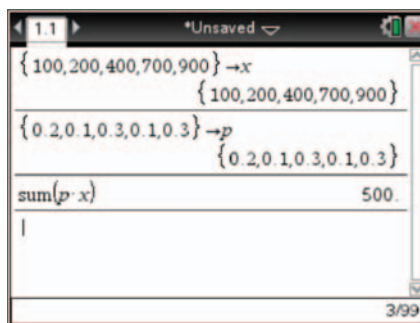 1.1 *Unsaved
{100,200,400,700,900}→x
{100,200,400,700,900}
{0.2,0.1,0.3,0.1,0.3}→p
{0.2,0.1,0.3,0.1,0.3}
sum(p·x) 500.
3/99